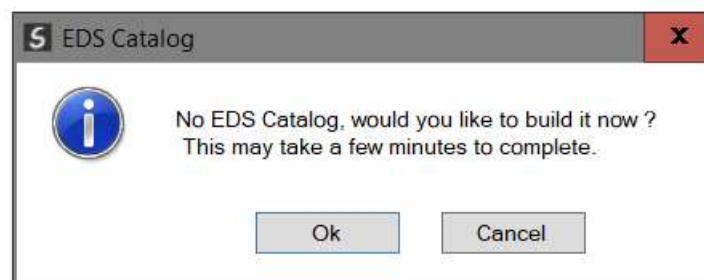 S EDS Catalog
X
No EDS Catalog, would you like to build it now ?
This may take a few minutes to complete.
Ok Cancel